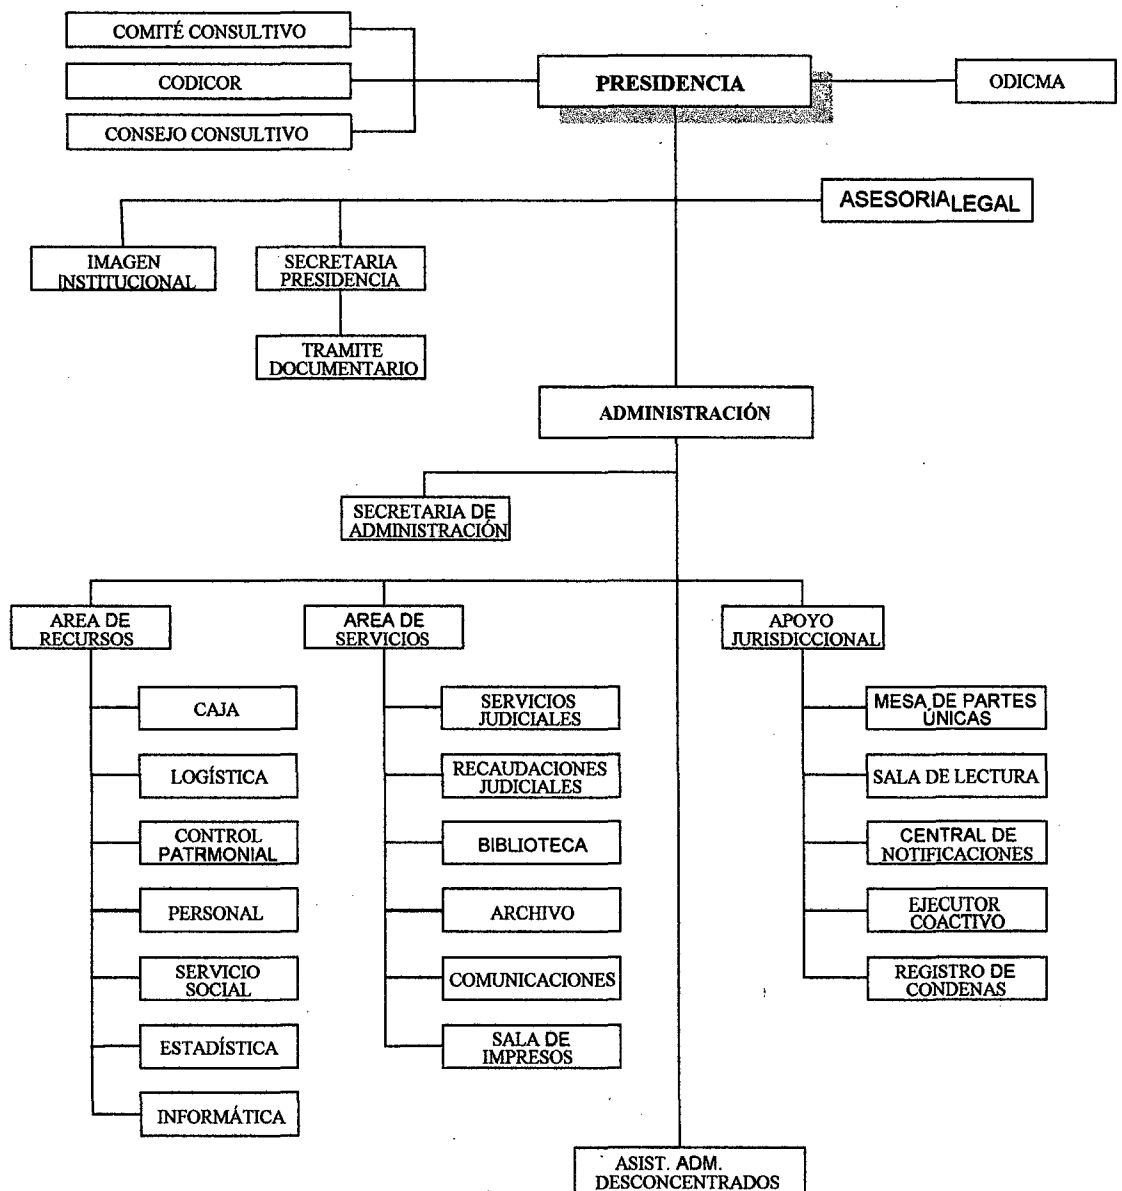 COMITÉ CONSULTIVO
CODICOR
CONSEJO CONSULTIVO
PRESIDENCIA
ODICMA
ASESORIA LEGAL
IMAGEN
INSTITUCIONAL
SECRETARIA
PRESIDENCIA
TRAMITE
DOCUMENTARIO
ADMINISTRACIÓN
SECRETARIA DE
ADMINISTRACIÓN
AREA DE
RECURSOS
CAJA
LOGÍSTICA
CONTROL
PATRMONIAL
PERSONAL
SERVICIO
SOCIAL
ESTADÍSTICA
INFORMÁTICA
AREA DE
SERVICIOS
SERVICIOS
JUDICIALES
RECAUDACIONES
JUDICIALES
BIBLIOTECA
ARCHIVO
COMUNICACIONES
SALA DE
IMPRESOS
APOYO
JURISDICCIONAL
MESA DE PARTES
ÚNICAS
SALA DE LECTURA
CENTRAL DE
NOTIFICACIONES
EJECUTOR
COACTIVO
REGISTRO DE
CONDENAS
ASIST. ADM.
DESCONCENTRADOS